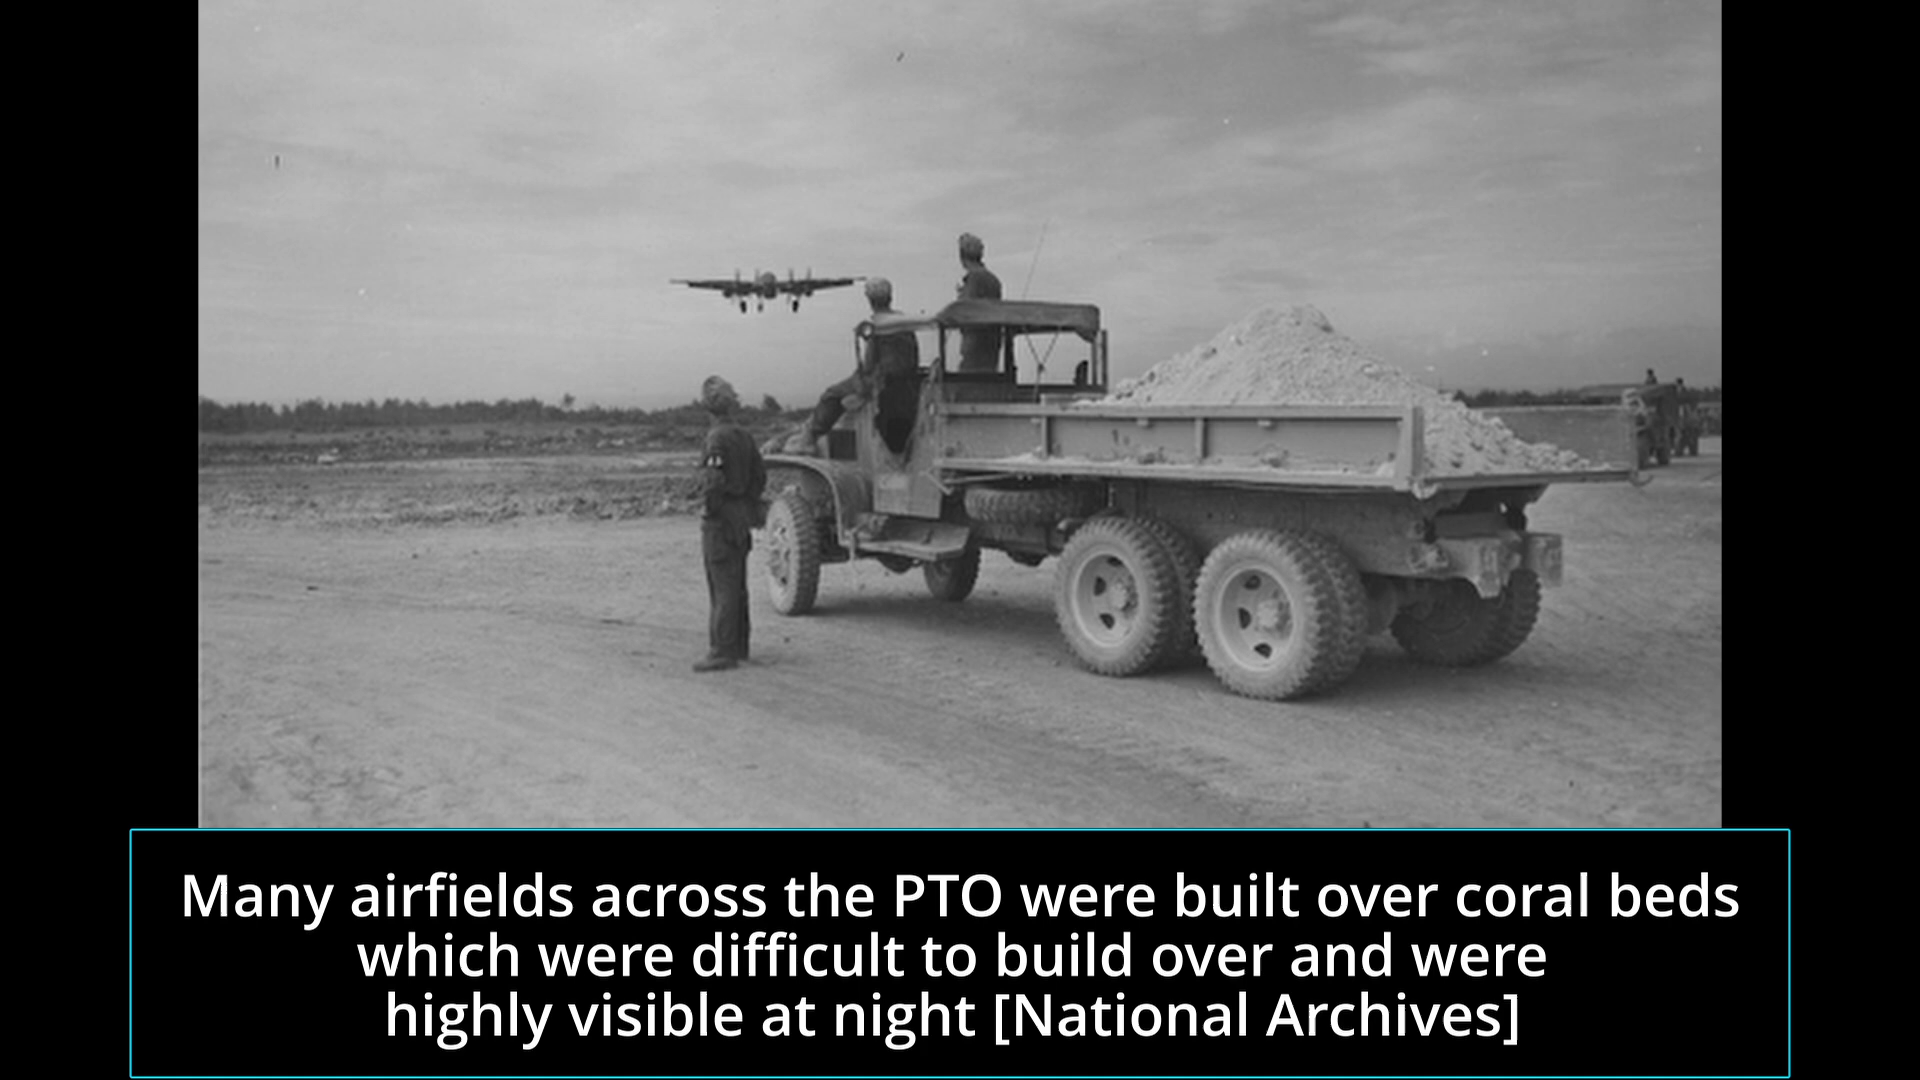 Many airfields across the PTO were built over coral beds
which were difficult to build over and were
highly visible at night [National Archives]